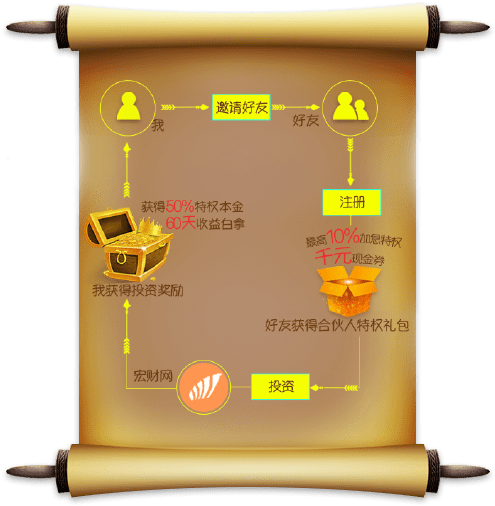 我
邀请好友
好友
注册
最高10%加息特权
千元现金券
好友获得合伙人特权礼包
投资
宏财网
获得50%特权本金
60天收益白拿
我获得投资奖励